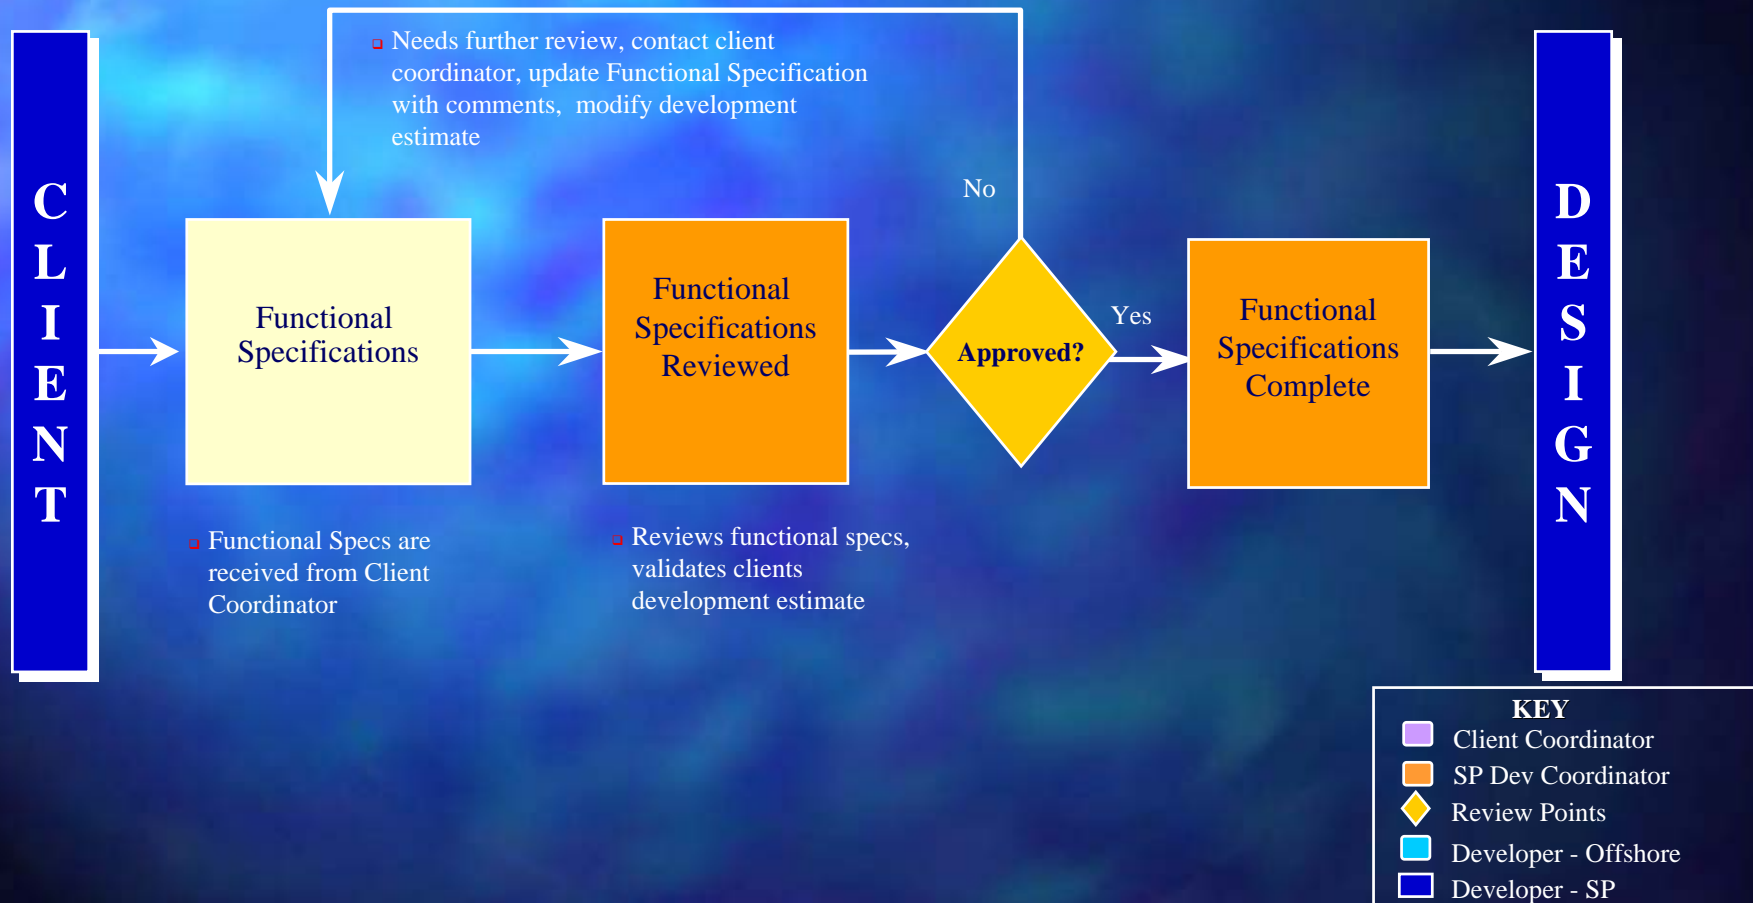 Needs further review, contact client
coordinator, update Functional Specification
with comments, modify development
estimate
CLIENT
No
Functional
Specifications
Functional
Specifications
Reviewed
Approved?
Yes
Functional
Specifications
Complete
DESIGN
Functional Specs are
received from Client
Coordinator
Reviews functional specs,
validates clients
development estimate
KEY
Client Coordinator
SP Dev Coordinator
Review Points
Developer - Offshore
Developer - SP